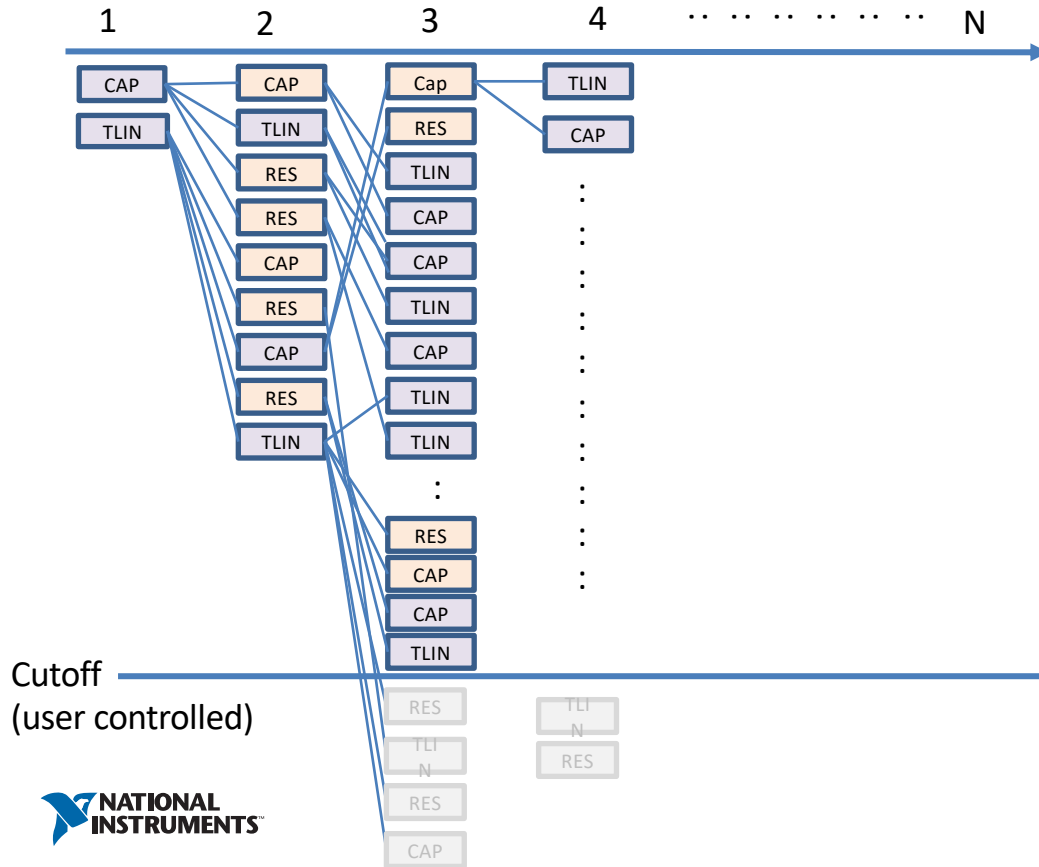 1 2 3 4 .. .. .. .. .. .. N
CAP CAP Cap TLIN
TLIN TLIN RES CAP
RES TLIN
RES CAP
CAP CAP
RES TLIN
CAP CAP
RES TLIN
TLIN TLIN
:
RES
CAP
CAP
TLIN
Cutoff
(user controlled)
RES TLI
N
TLI
N RES
RES
CAP
NATIONAL
INSTRUMENTS™